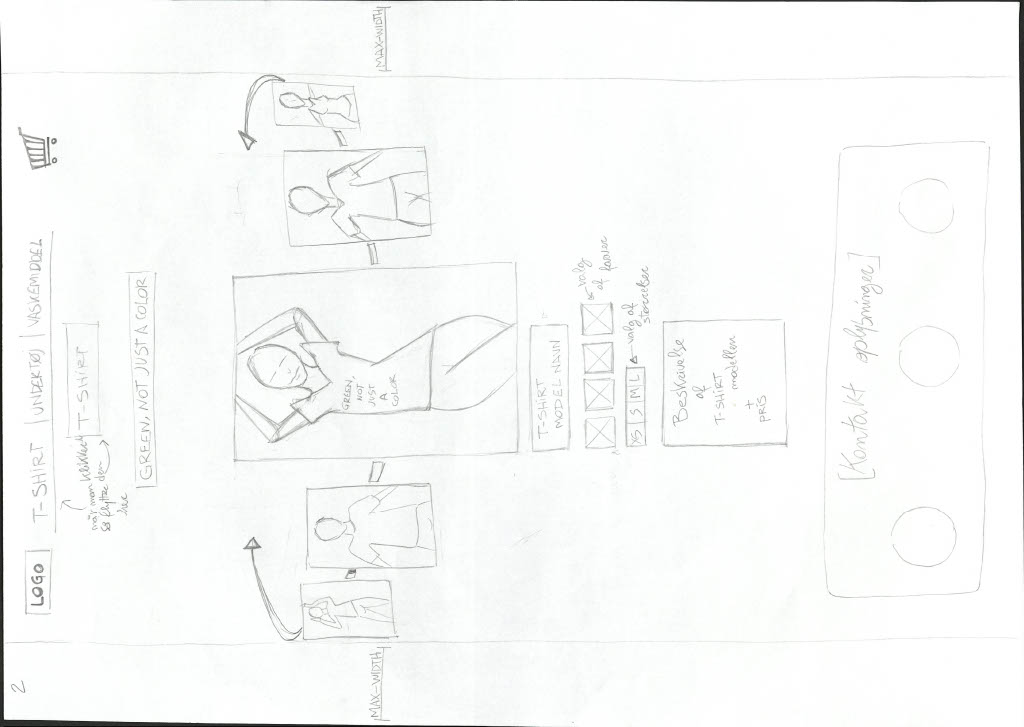 2
LOGO
T-SHIRT | UNDERTØJ | VASKEMIDDEL
når man klikker
så flytte den
her
T-SHIRT
GREEN, NOT JUST A COLOR
GREEN,
NOT
JUST
A
COLOR
MAX-WIDTH
MAX-WIDTH
T-SHIRT
MODEL NAVN
valg
af
farver
XS S M L
valg af
størrelser
Beskrivelse
af
T-SHIRT
modellen
+
PRIS
[Kontakt oplysninger]